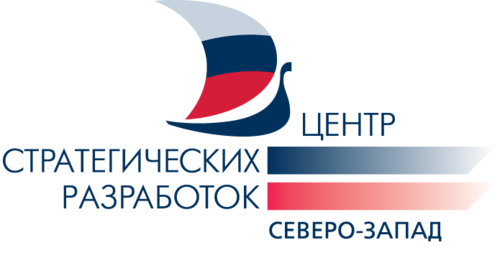 ЦЕНТР
СТРАТЕГИЧЕСКИХ
РАЗРАБОТОК
СЕВЕРО-ЗАПАД